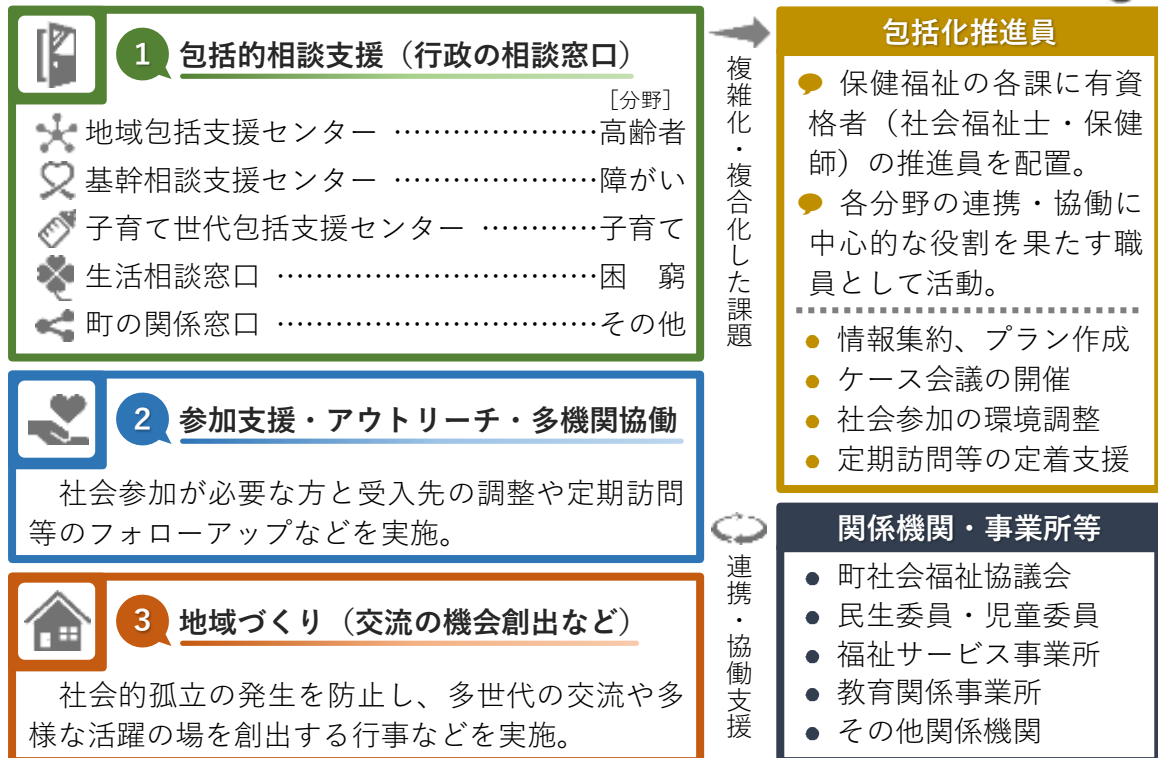 1 包括的相談支援（行政の相談窓口）
［分野］
地域包括支援センター …………………高齢者
基幹相談支援センター …………………障がい
子育て世代包括支援センター …………子育て
生活相談窓口 ……………………………困　窮
町の関係窓口 ……………………………その他
2 参加支援・アウトリーチ・多機関協働
社会参加が必要な方と受入先の調整や定期訪問
等のフォローアップなどを実施。
3 地域づくり（交流の機会創出など）
社会的孤立の発生を防止し、多世代の交流や多
様な活躍の場を創出する行事などを実施。
複雑化・複合化した課題
連携・協働支援
包括化推進員
保健福祉の各課に有資
格者（社会福祉士・保健
師）の推進員を配置。
各分野の連携・協働に
中心的な役割を果たす職
員として活動。
● 情報集約、プラン作成
● ケース会議の開催
● 社会参加の環境調整
● 定期訪問等の定着支援
関係機関・事業所等
● 町社会福祉協議会
● 民生委員・児童委員
● 福祉サービス事業所
● 教育関係事業所
● その他関係機関